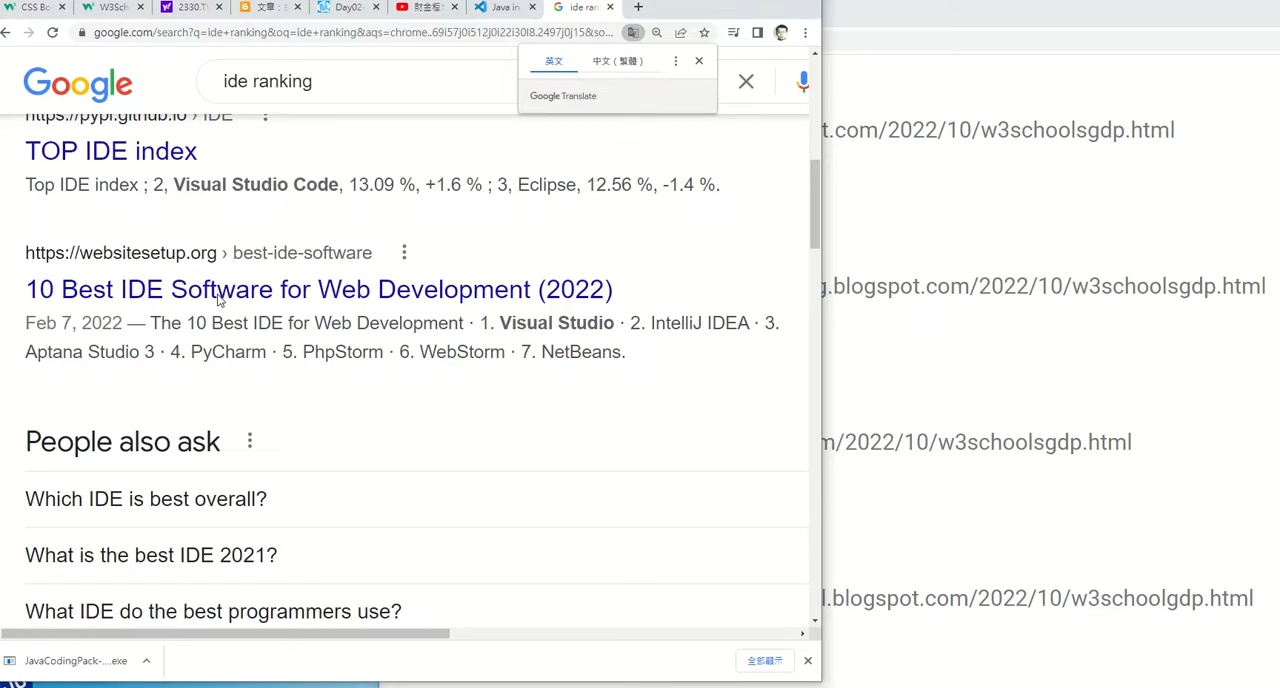 CSS Bo
W3Sch
2330.T
文章：
Day02-
財金程
Java in
ide ran
google.com/search?q=ide+ranking&oq=ide+ranking&aqs=chrome..69i57j0l512j0i22i30l8.2497j0j15&so...
英文
中文（繁體）
Google Translate
Google
ide ranking
https://pypl.github.io › IDE
TOP IDE index
Top IDE index ; 2, Visual Studio Code, 13.09 %, +1.6 % ; 3, Eclipse, 12.56 %, -1.4 %.
https://websitesetup.org › best-ide-software
10 Best IDE Software for Web Development (2022)
Feb 7, 2022 — The 10 Best IDE for Web Development · 1. Visual Studio · 2. IntelliJ IDEA · 3.
Aptana Studio 3 · 4. PyCharm · 5. PhpStorm · 6. WebStorm · 7. NetBeans.
People also ask
Which IDE is best overall?
What is the best IDE 2021?
What IDE do the best programmers use?
JavaCodingPack-....exe
全部顯示
t.com/2022/10/w3schoolsgdp.html
g.blogspot.com/2022/10/w3schoolsgdp.html
m/2022/10/w3schoolsgdp.html
l.blogspot.com/2022/10/w3schoolgdp.html